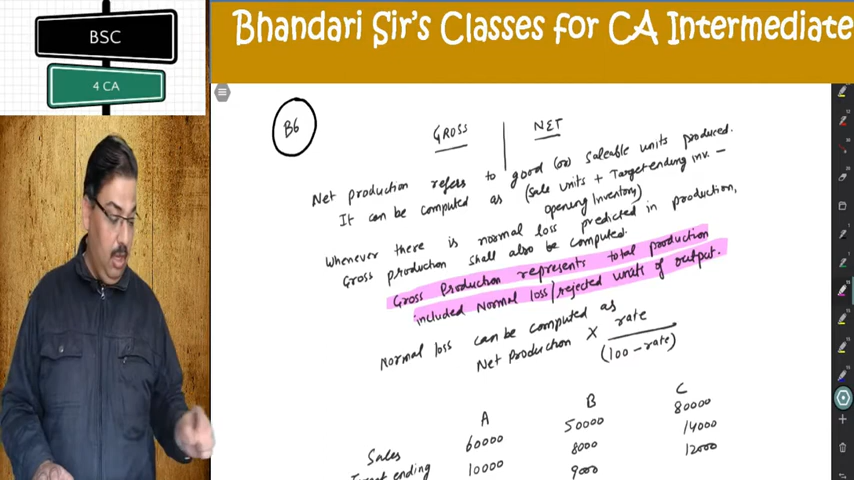 BSC
4 CA
Bhandari Sir's Classes for CA Intermediate
B6
GROSS NET
Net production refers to good (or) saleable units produced.
It can be computed as (sale units + Target ending inv. –
opening Inventory)
Whenever there is normal loss predicted in production,
Gross production shall also be computed.
Gross Production represents total production
included Normal loss/rejected units of output.
Normal loss can be computed as
Net Production × rate
(100 – rate)
A B C
Sales 60000 50000 80000
Target ending 10000 8000 14000
9000 12000